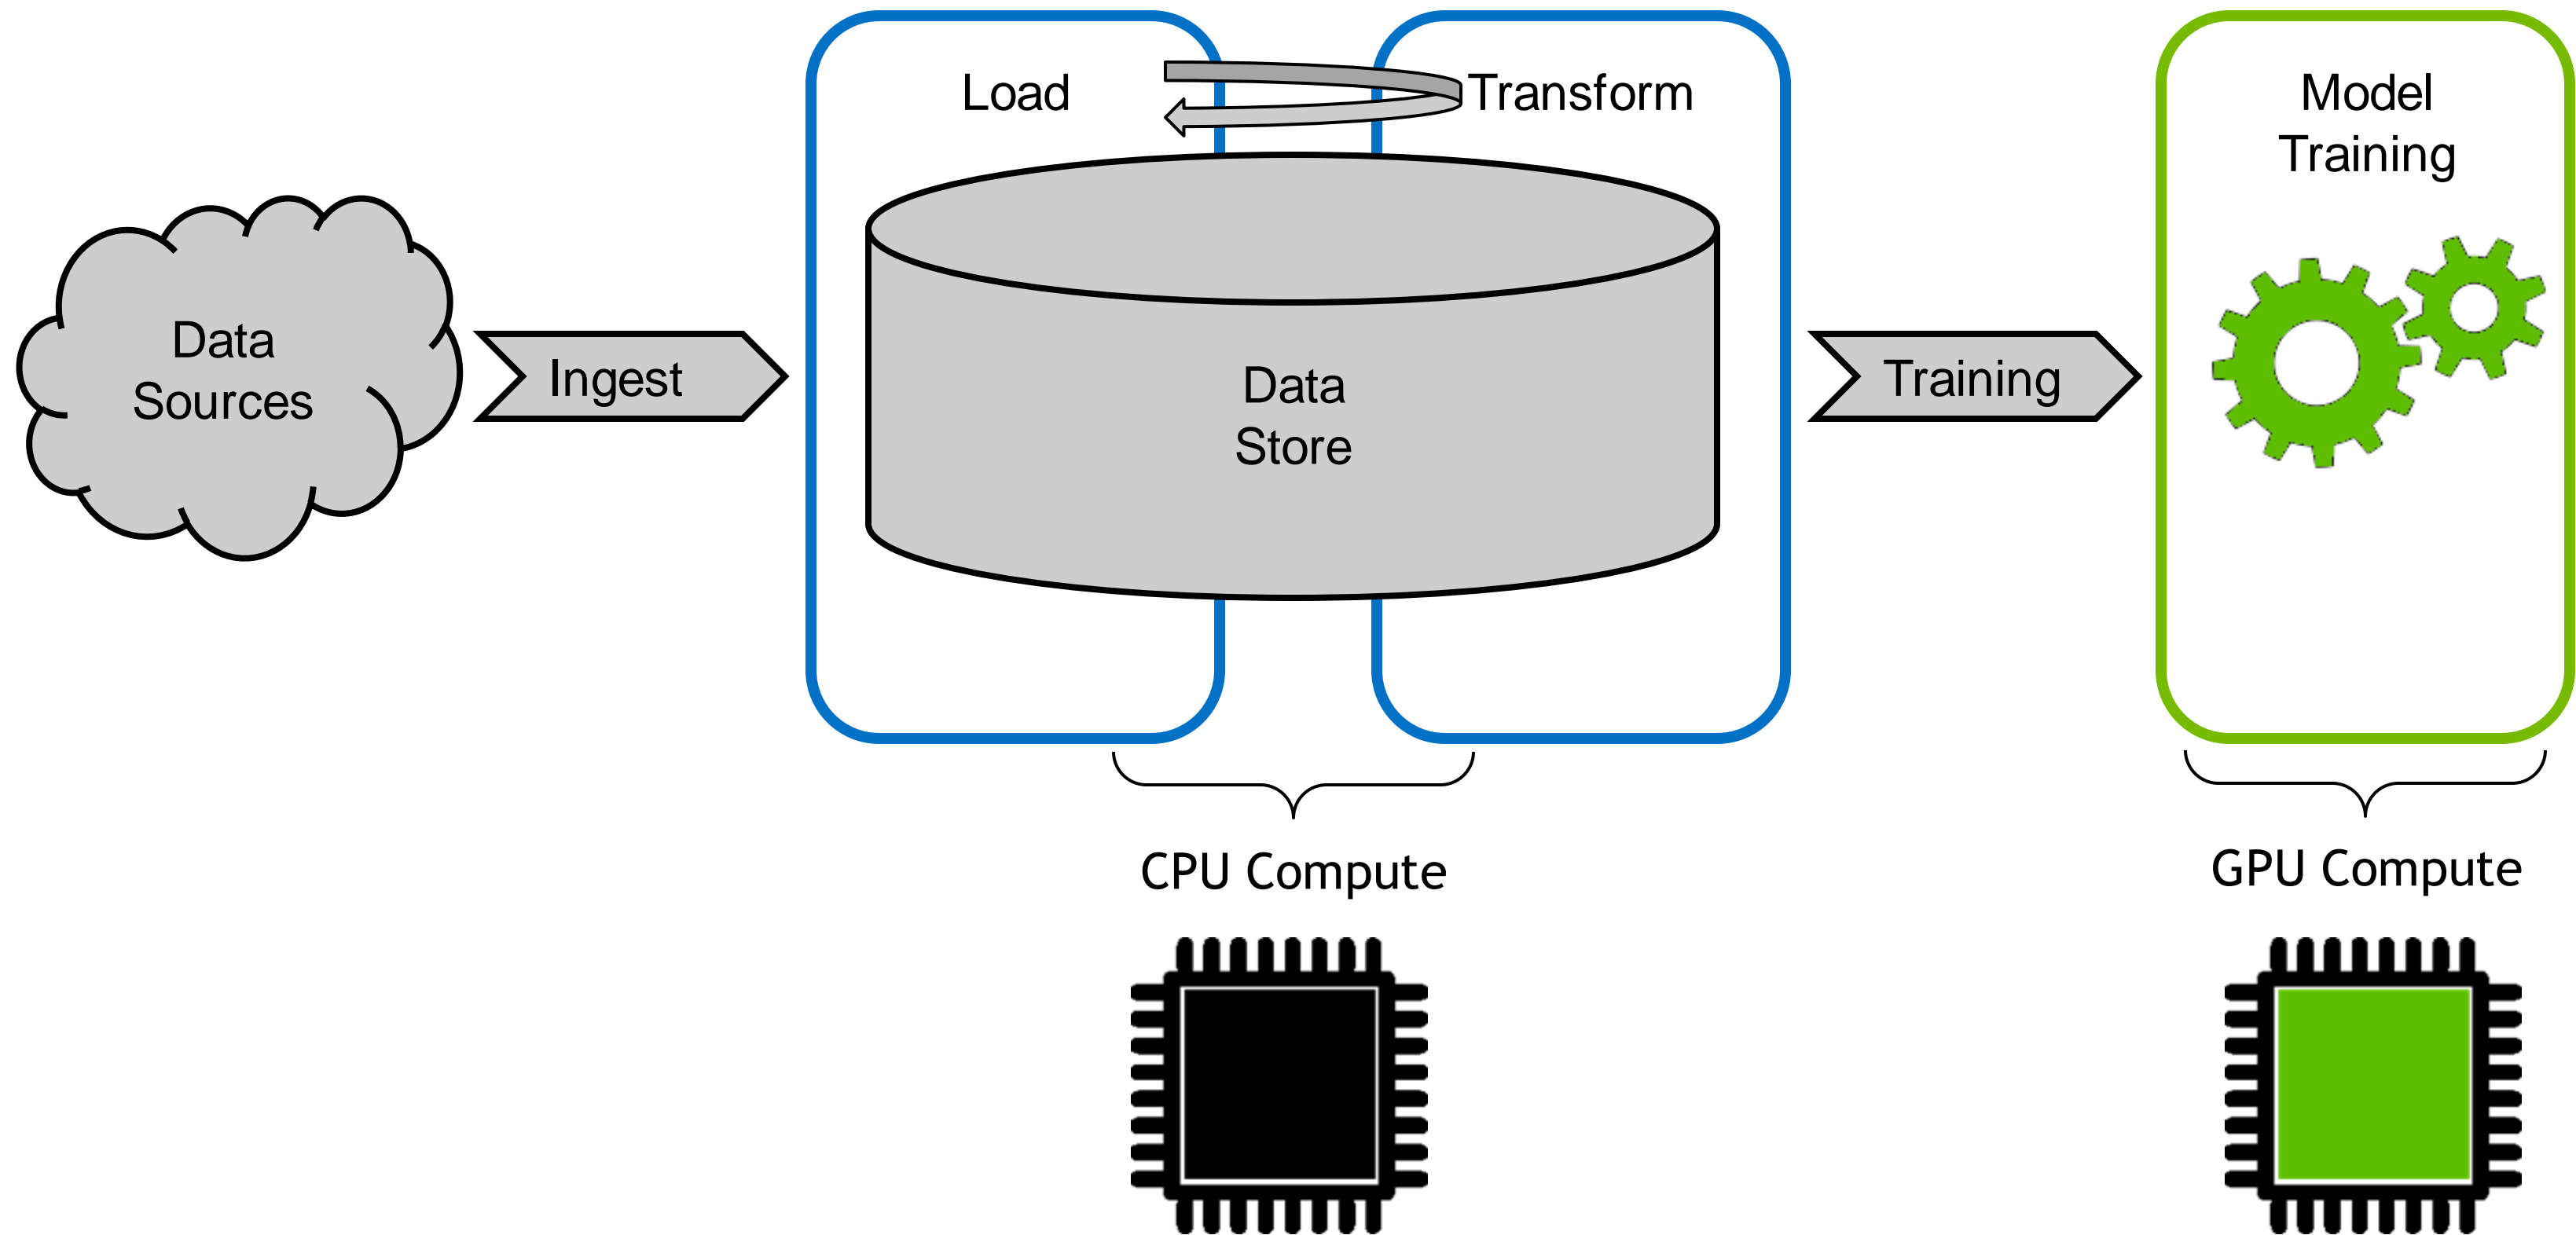 Data
Sources
Ingest
Load
Transform
Data
Store
Training
Model
Training
CPU Compute
GPU Compute